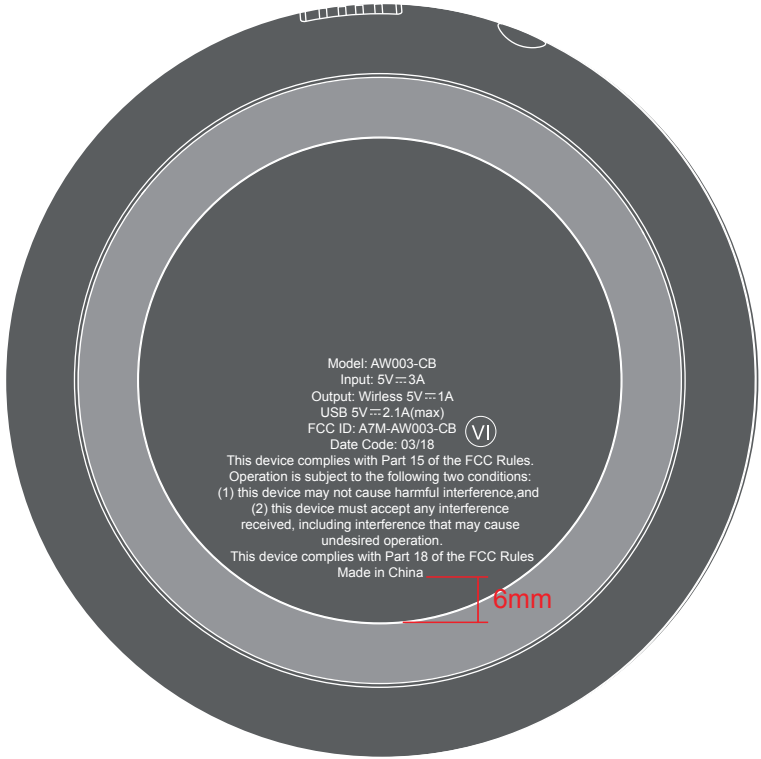 Model: AW003-CB
Input: 5V⎓3A
Output: Wirless 5V⎓1A
USB 5V⎓2.1A(max)
FCC ID: A7M-AW003-CB
VI
Date Code: 03/18
This device complies with Part 15 of the FCC Rules.
Operation is subject to the following two conditions:
(1) this device may not cause harmful interference,and
(2) this device must accept any interference
received, including interference that may cause
undesired operation.
This device complies with Part 18 of the FCC Rules
Made in China
6mm